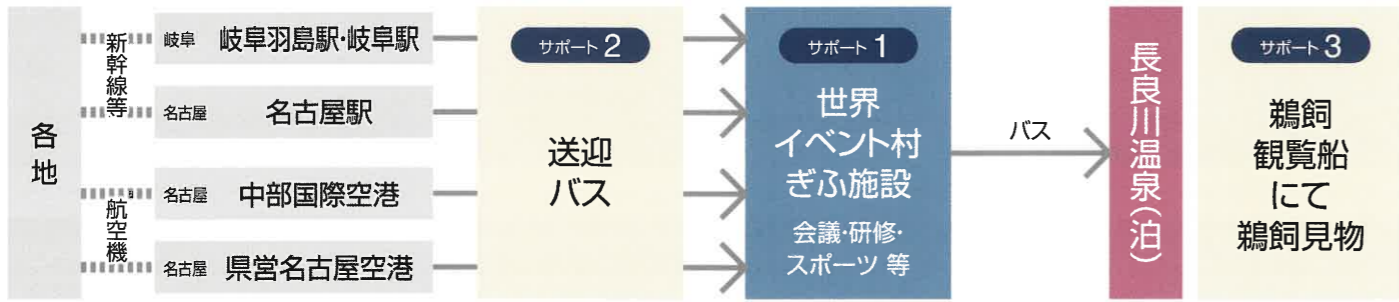 各地
新幹線等
航空機
岐阜 岐阜羽島駅・岐阜駅
名古屋 名古屋駅
名古屋 中部国際空港
名古屋 県営名古屋空港
サポート 2
送迎
バス
サポート 1
世界
イベント村
ぎふ施設
会議・研修・
スポーツ 等
バス
長良川温泉(泊)
サポート 3
鵜飼
観覧船
にて
鵜飼見物